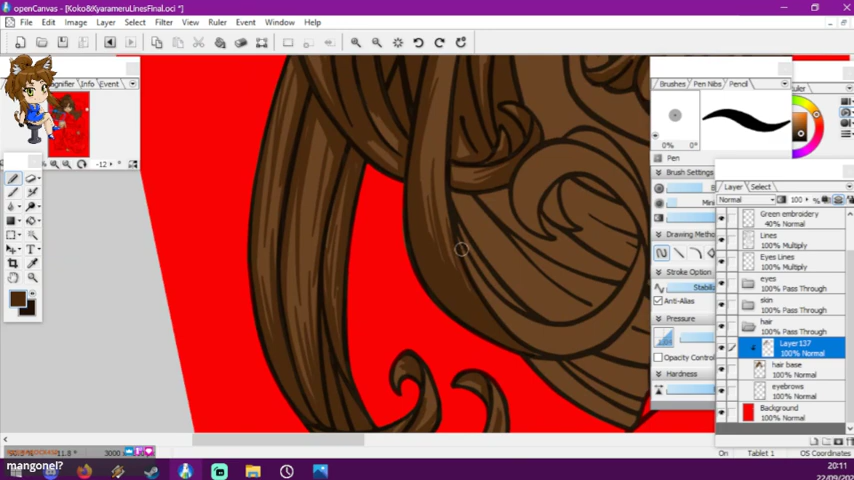 openCanvas - [Koko&KyarameruLinesFinal.oci *]
File Edit Image Layer Select Filter View Ruler Event Window Help
Info Event
-12 °
Brushes Pen Nibs Pencil
0% 0°
Pen
Brush Settings
Drawing Metho
Stroke Option
Stabili
Anti-Alias
Pressure
Opacity Control
Hardness
Layer Select
Normal 100 %
Green embroidery
40% Normal
Lines
100% Multiply
Eyes Lines
100% Multiply
eyes
100% Pass Through
skin
100% Pass Through
hair
100% Pass Through
Layer137
100% Normal
hair base
100% Normal
eyebrows
100% Normal
Background
100% Normal
11.8 °
On Tablet 1 OS Coordinates
mangonel?
20:11